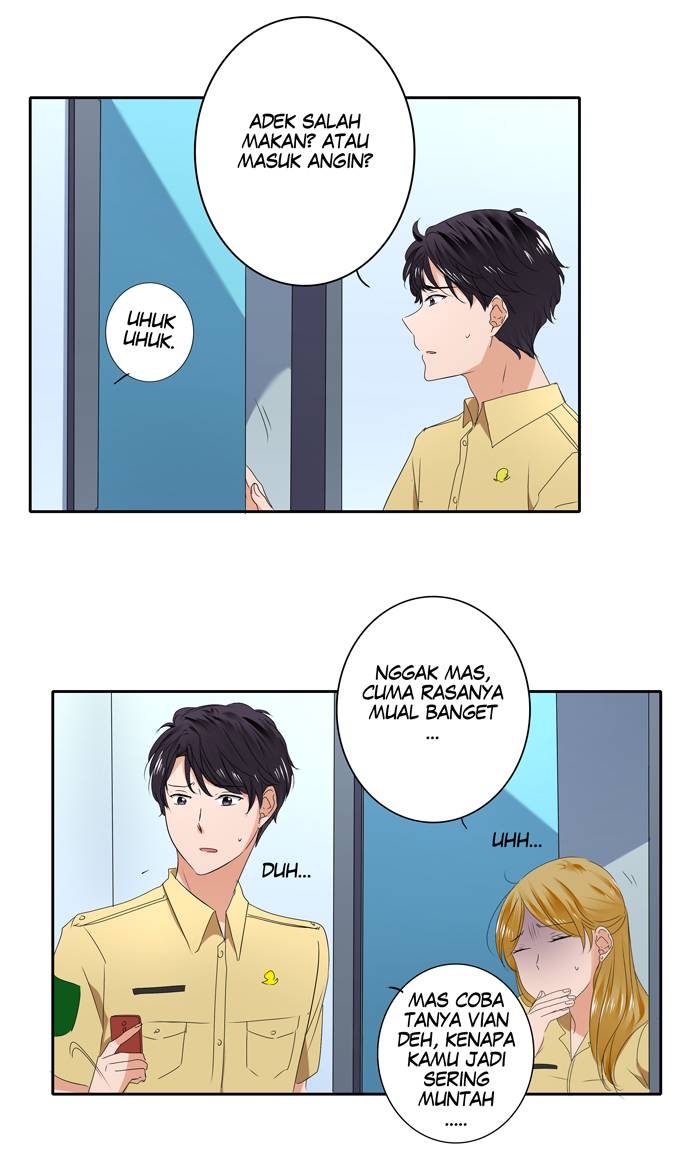 ADEK SALAH
MAKAN? ATAU
MASUK ANGIN?
UHUK
UHUK.
NGGAK MAS,
CUMA RASANYA
MUAL BANGET
...
DUH...
UHH...
MAS COBA
TANYA VIAN
DEH, KENAPA
KAMU JADI
SERING
MUNTAH
.....